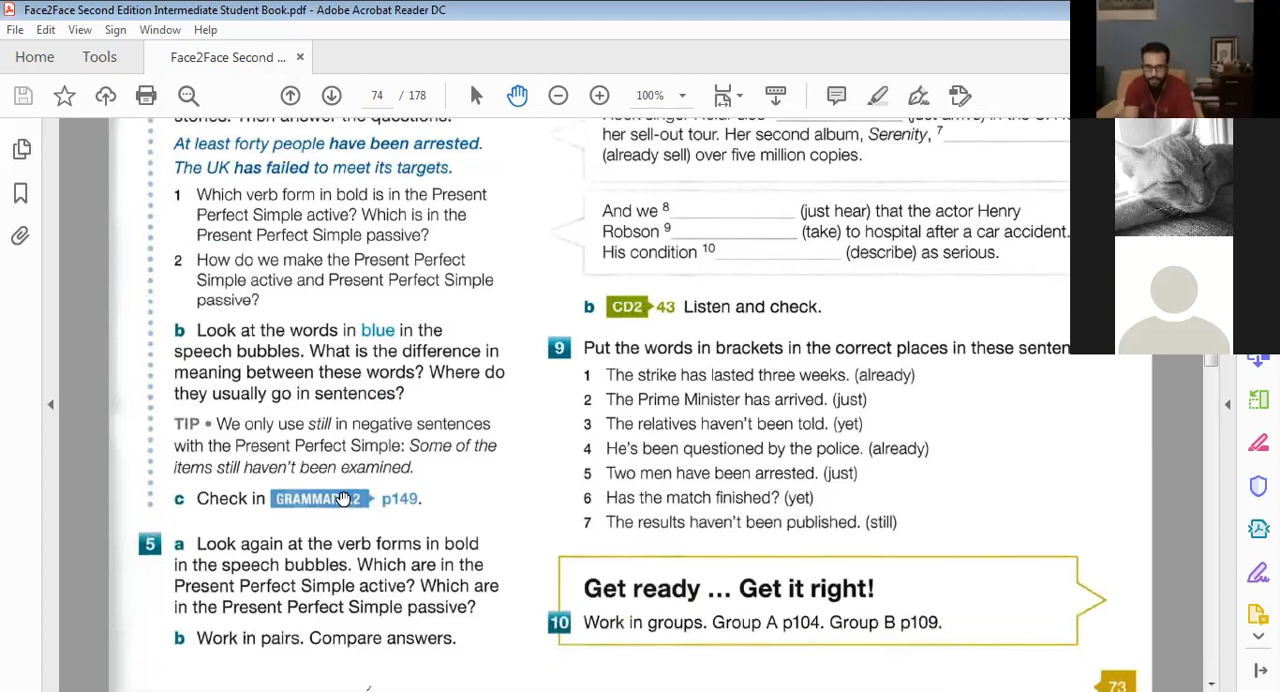 Face2Face Second Edition Intermediate Student Book.pdf - Adobe Acrobat Reader DC
File Edit View Sign Window Help
Home Tools Face2Face Second ... ×
74 / 178 100%
stories. Then answer the questions.
At least forty people have been arrested.
The UK has failed to meet its targets.
1 Which verb form in bold is in the Present
Perfect Simple active? Which is in the
Present Perfect Simple passive?
2 How do we make the Present Perfect
Simple active and Present Perfect Simple
passive?
b Look at the words in blue in the
speech bubbles. What is the difference in
meaning between these words? Where do
they usually go in sentences?
TIP • We only use still in negative sentences
with the Present Perfect Simple: Some of the
items still haven't been examined.
c Check in GRAMMAR 2 p149.
5 a Look again at the verb forms in bold
in the speech bubbles. Which are in the
Present Perfect Simple active? Which are
in the Present Perfect Simple passive?
b Work in pairs. Compare answers.
(just arrive) in the
her sell-out tour. Her second album, Serenity, 7
(already sell) over five million copies.
And we 8 (just hear) that the actor Henry
Robson 9 (take) to hospital after a car accident.
His condition 10 (describe) as serious.
b CD2 43 Listen and check.
9 Put the words in brackets in the correct places in these senten
1 The strike has lasted three weeks. (already)
2 The Prime Minister has arrived. (just)
3 The relatives haven't been told. (yet)
4 He's been questioned by the police. (already)
5 Two men have been arrested. (just)
6 Has the match finished? (yet)
7 The results haven't been published. (still)
Get ready ... Get it right!
10 Work in groups. Group A p104. Group B p109.
73